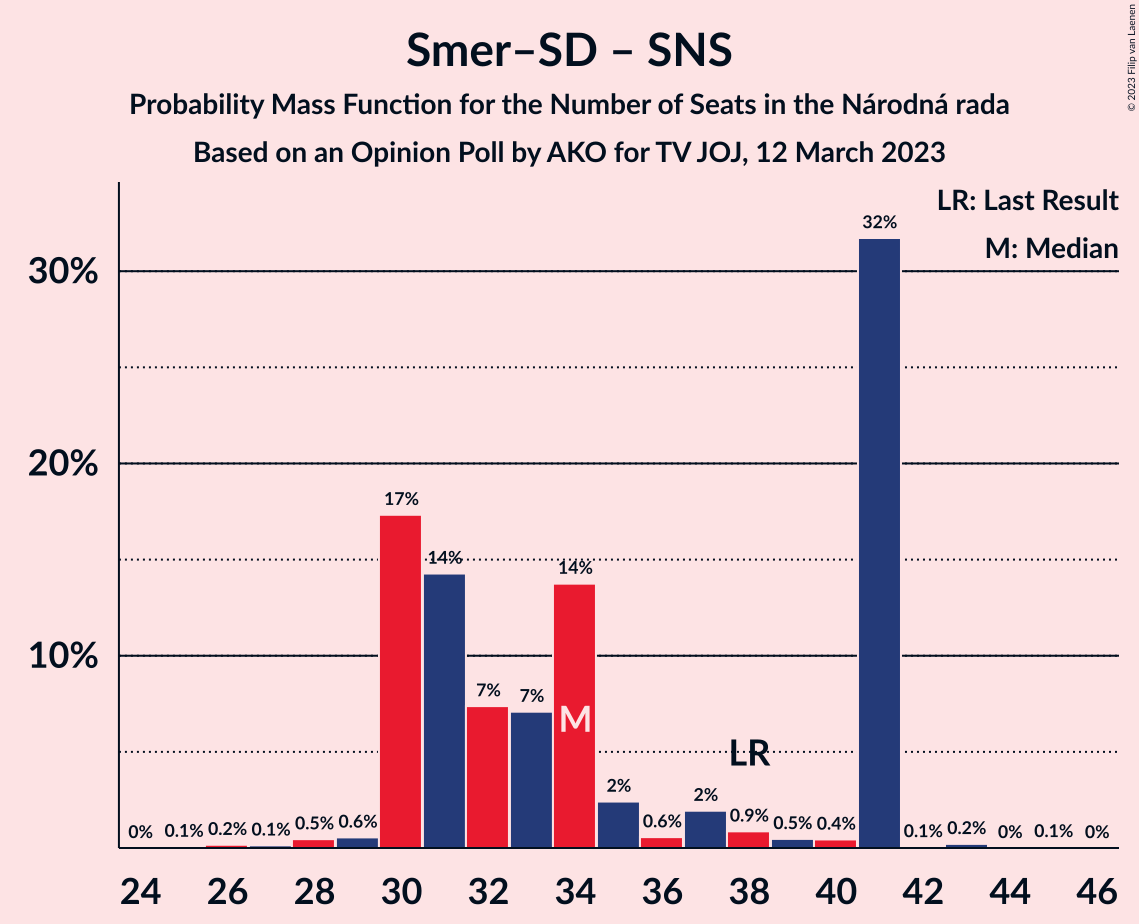 Smer–SD – SNS
Probability Mass Function for the Number of Seats in the Národná rada
Based on an Opinion Poll by AKO for TV JOJ, 12 March 2023
© 2023 Filip van Laenen
LR: Last Result
M: Median
32%
30%
20%
17%
14%
14%
10%
7%
7%
M
LR
2%
2%
0%
0.1%
0.2%
0.1%
0.5%
0.6%
0.6%
0.9%
0.5%
0.4%
0.1%
0.2%
0%
0.1%
0%
24 26 28 30 32 34 36 38 40 42 44 46